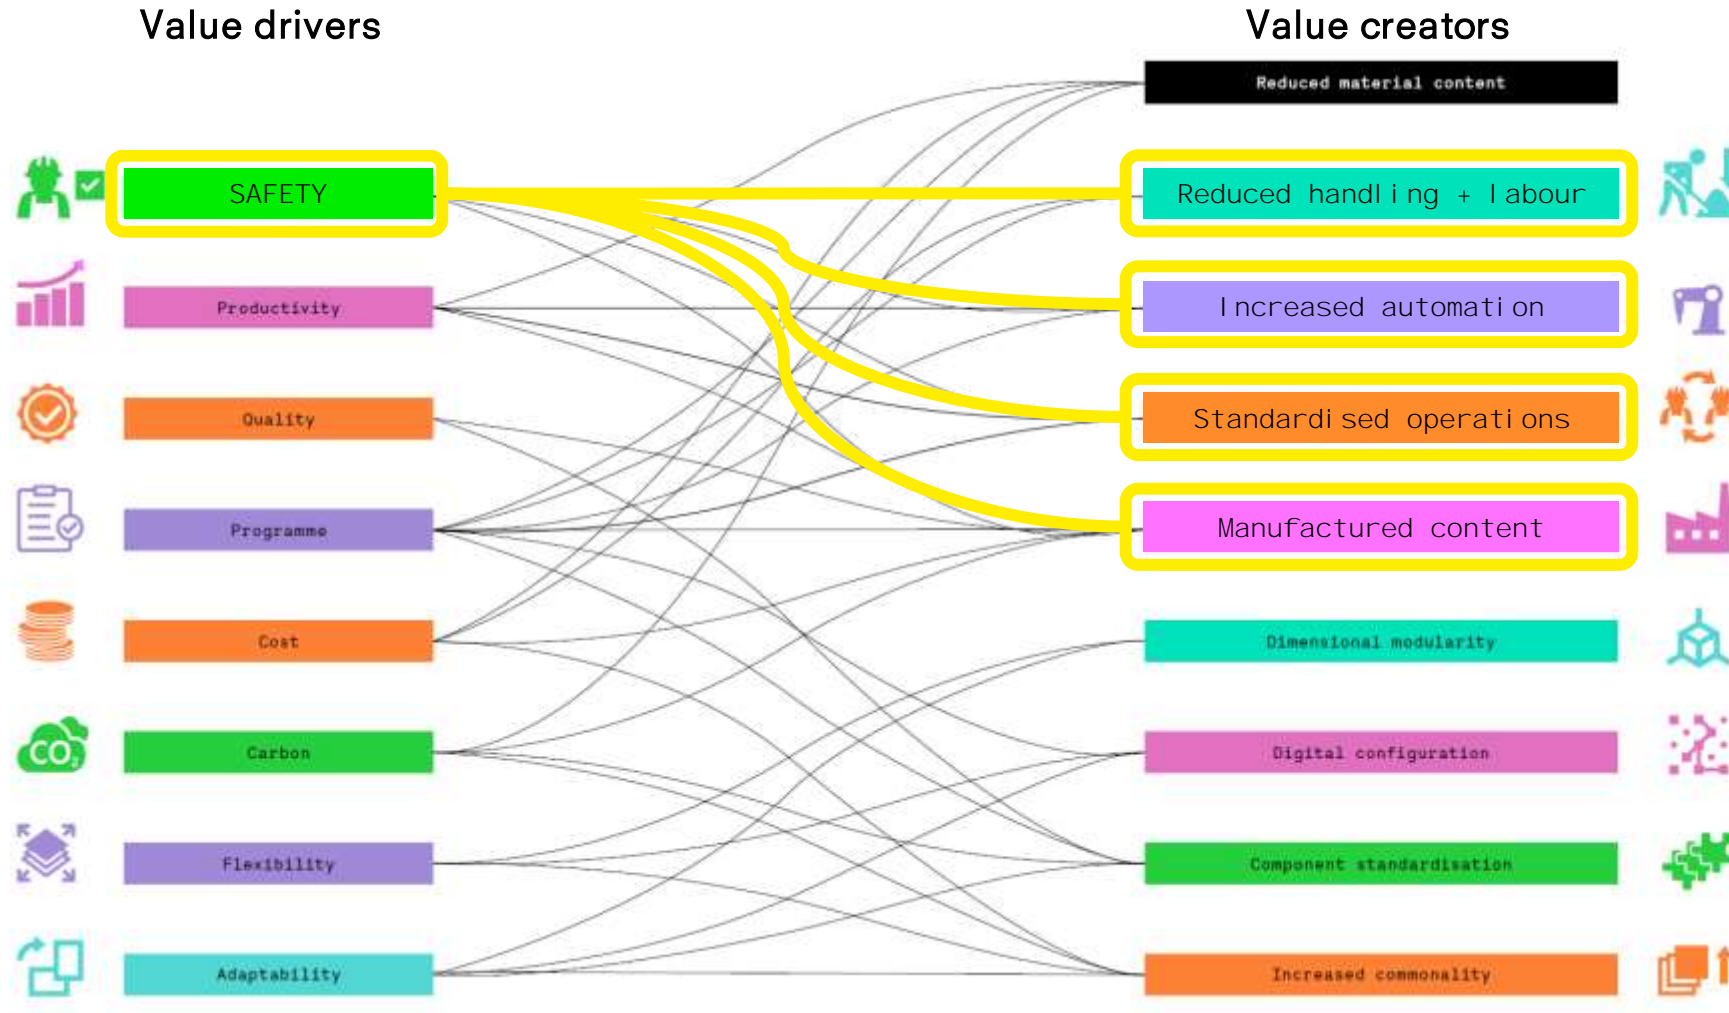 Value drivers
Value creators
Reduced material content
SAFETY
Reduced handling + labour
Productivity
Increased automation
Quality
Standardised operations
Programme
Manufactured content
Cost
Dimensional modularity
CO₂
Carbon
Digital configuration
Flexibility
Component standardisation
Adaptability
Increased commonality